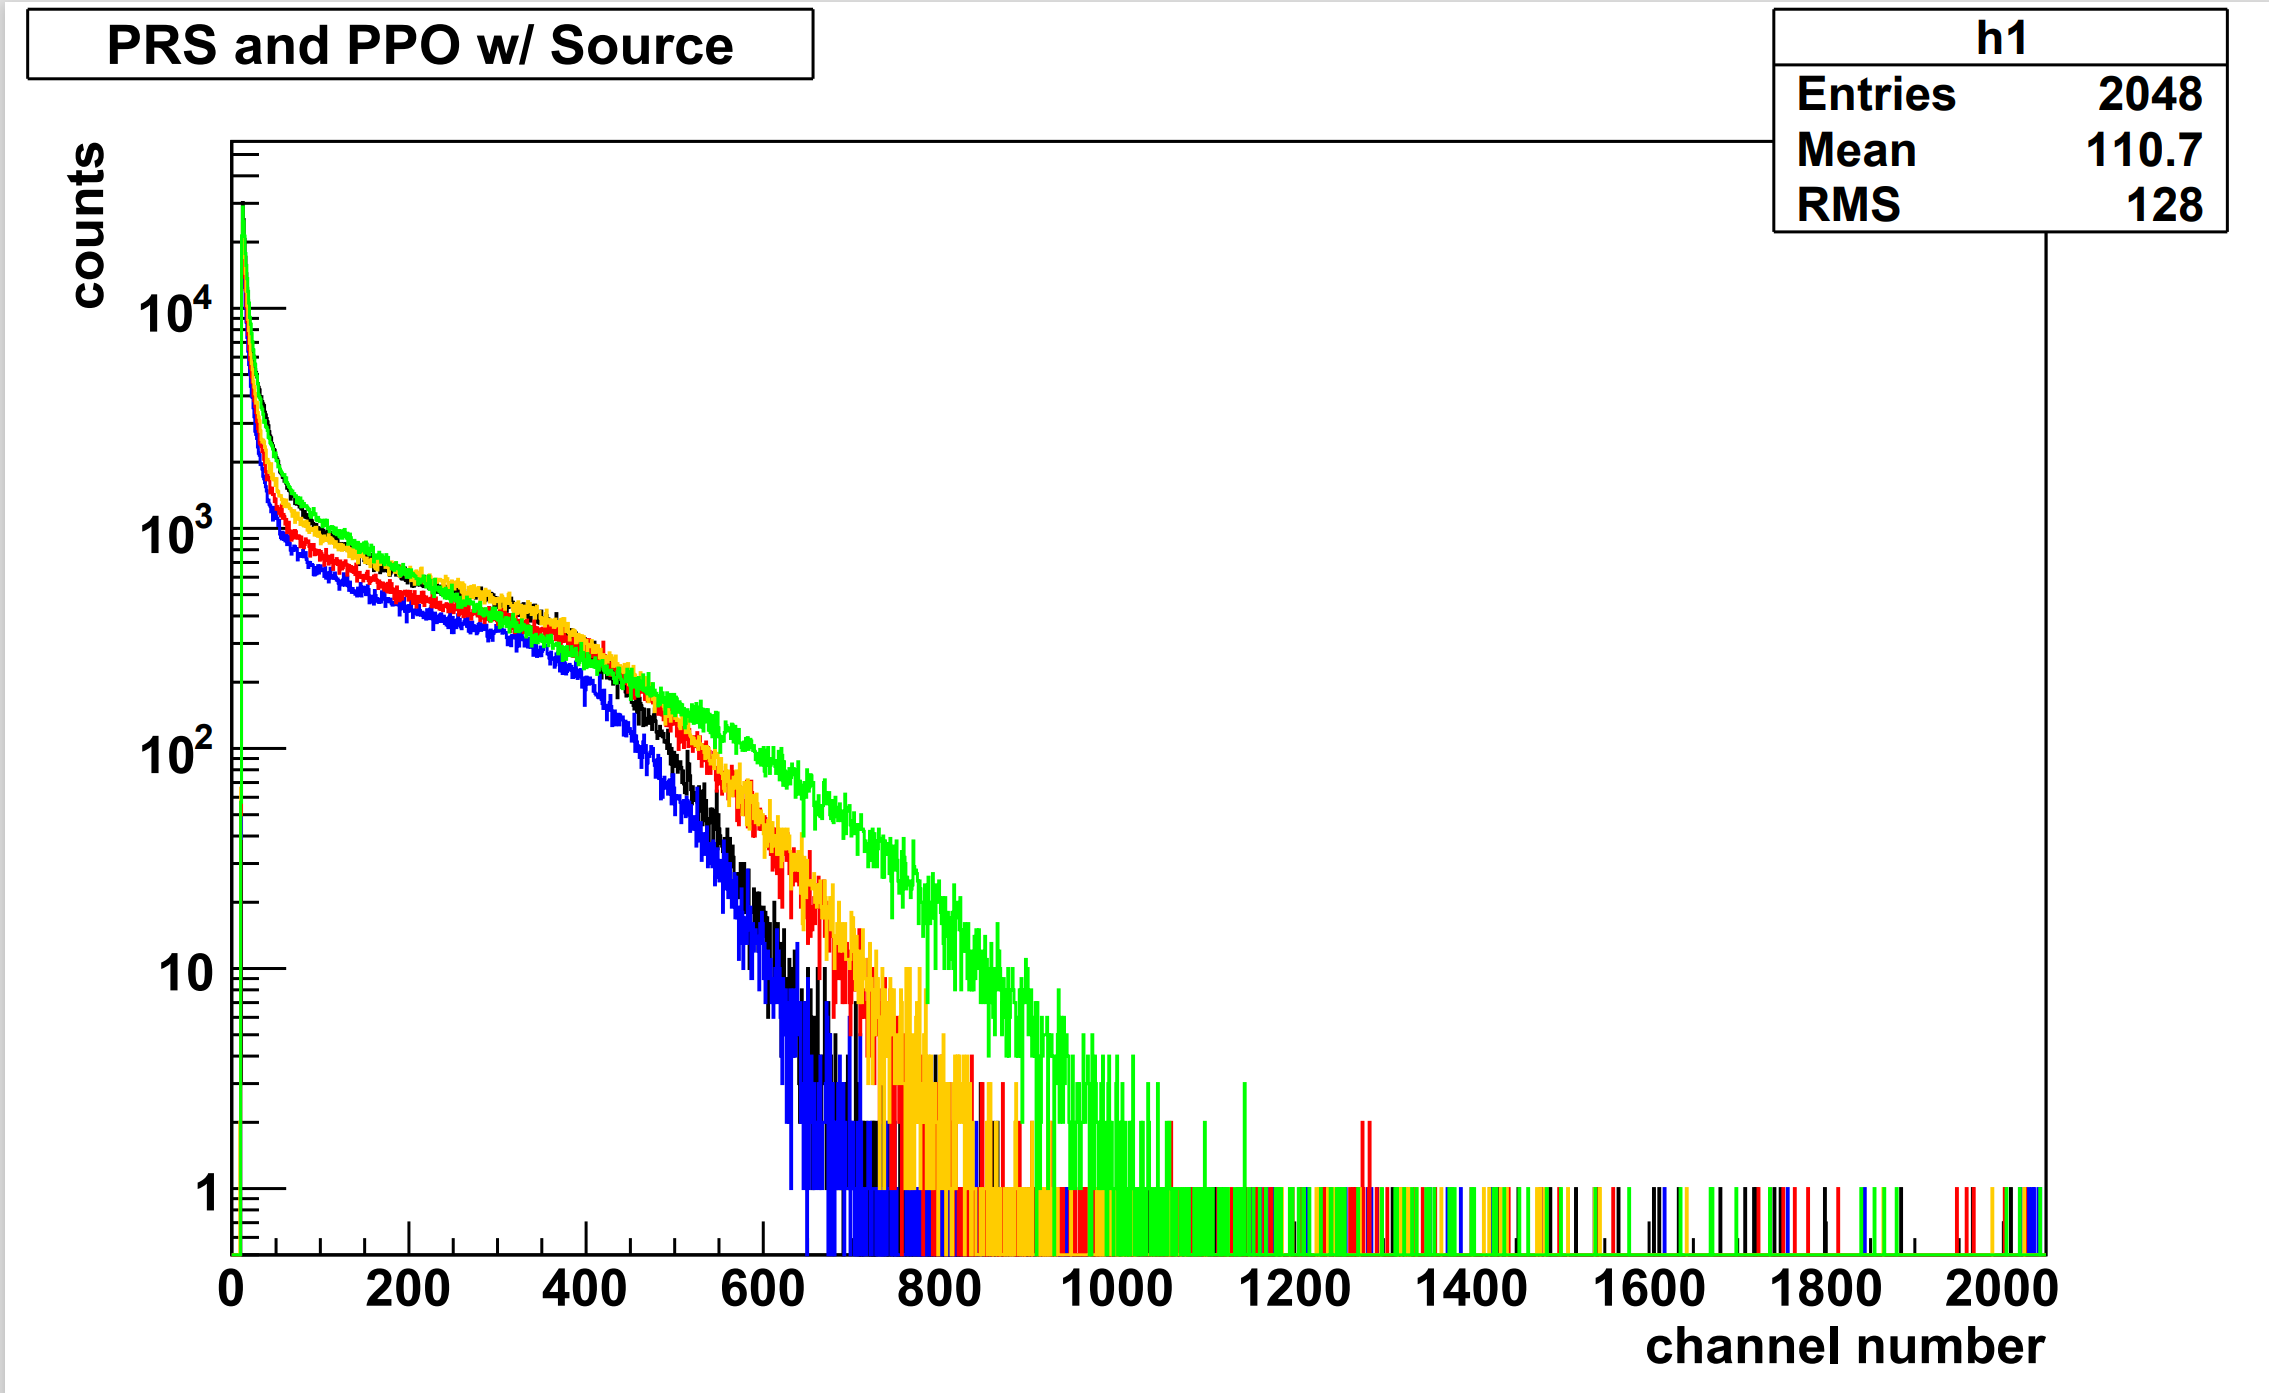 PRS and PPO w/ Source
h1
Entries 2048
Mean 110.7
RMS 128
counts
10^4
10^3
10^2
10
1
0 200 400 600 800 1000 1200 1400 1600 1800 2000
channel number